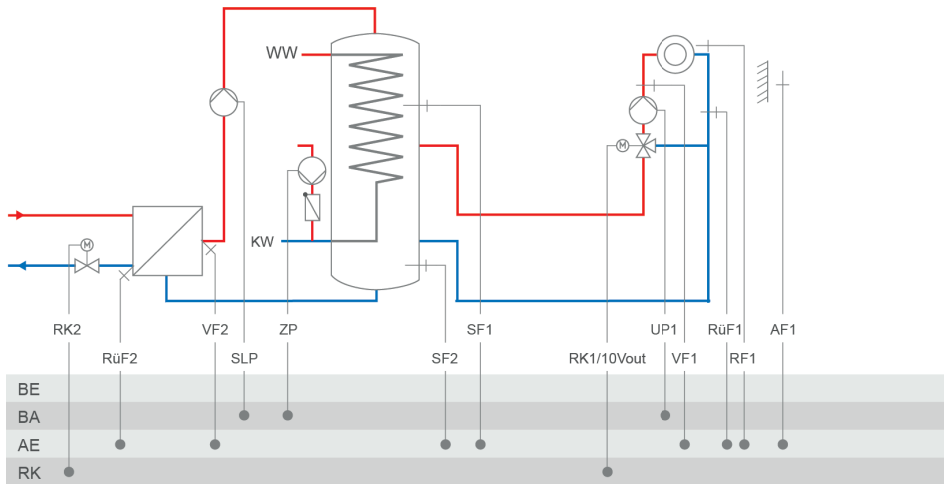 WW
M
KW
M
RK2
VF2
ZP
SF1
UP1
RüF1
AF1
RüF2
SLP
SF2
RK1/10Vout
VF1
RF1
BE
BA
AE
RK